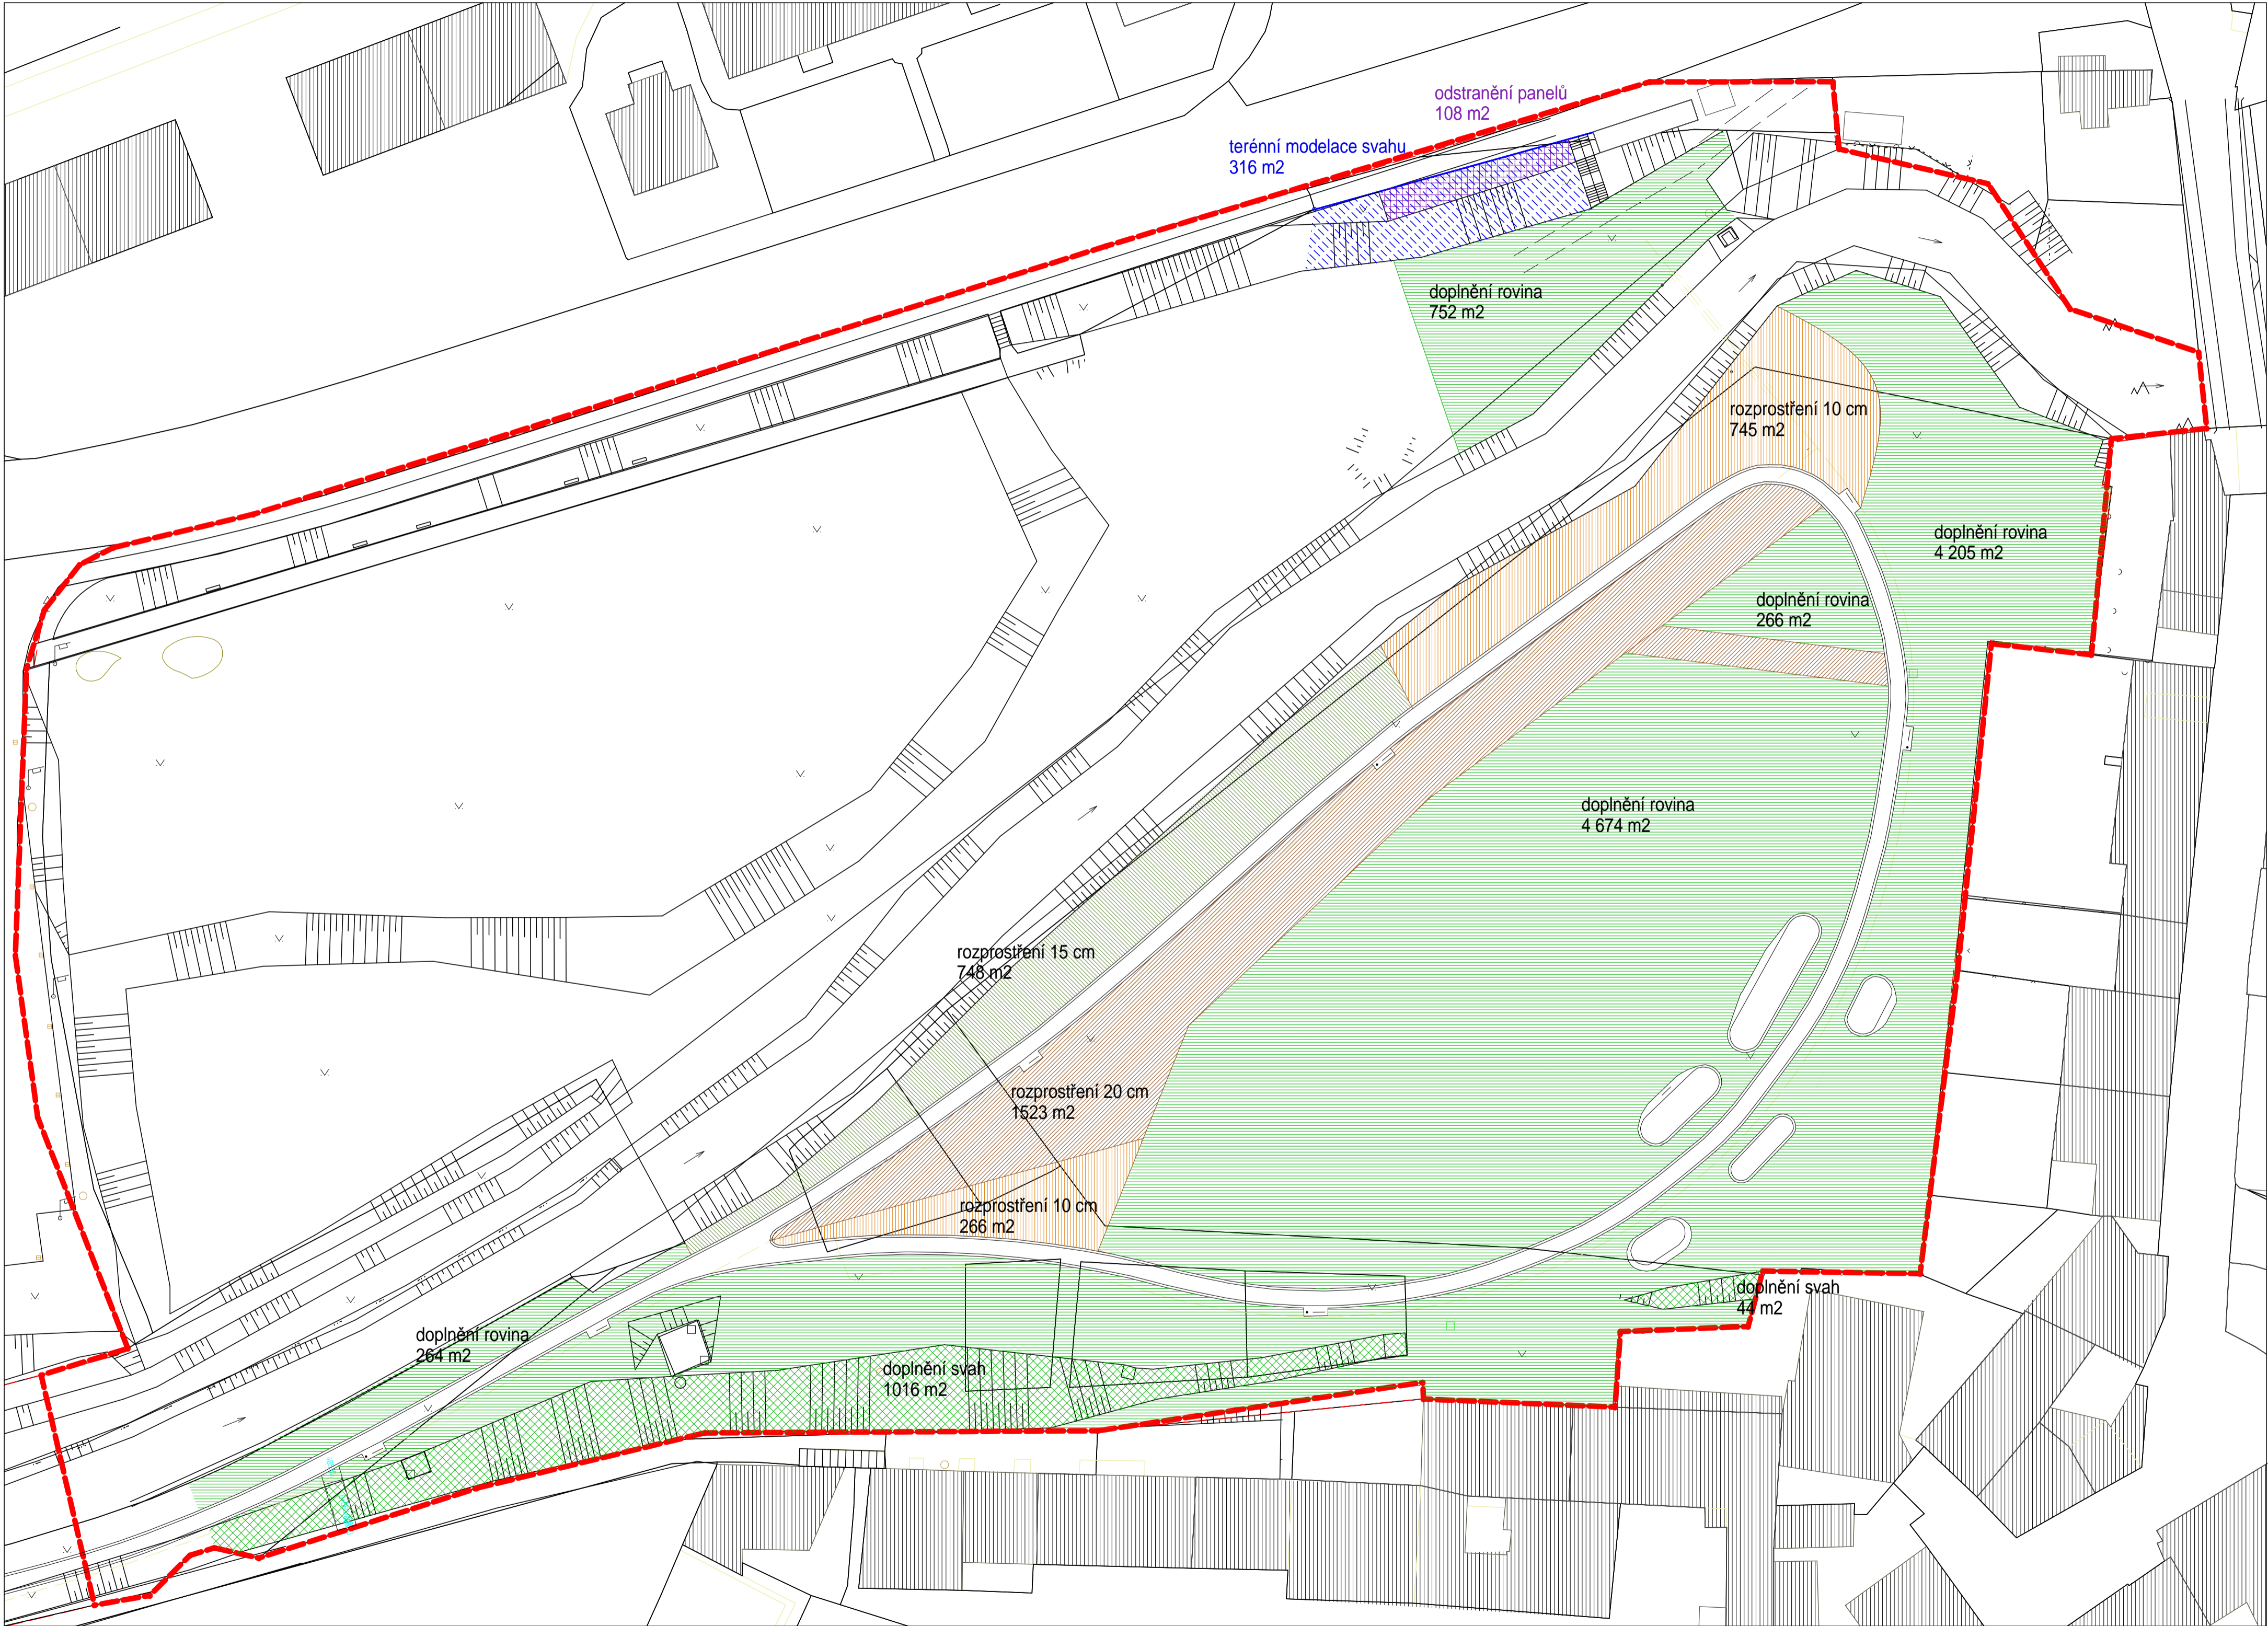 odstranění panelů
108 m2
terénní modelace svahu
316 m2
doplnění rovina
752 m2
rozprostření 10 cm
745 m2
doplnění rovina
4 205 m2
doplnění rovina
266 m2
doplnění rovina
4 674 m2
rozprostření 15 cm
748 m2
rozprostření 20 cm
1523 m2
rozprostření 10 cm
266 m2
doplnění svah
44 m2
doplnění rovina
264 m2
doplnění svah
1016 m2